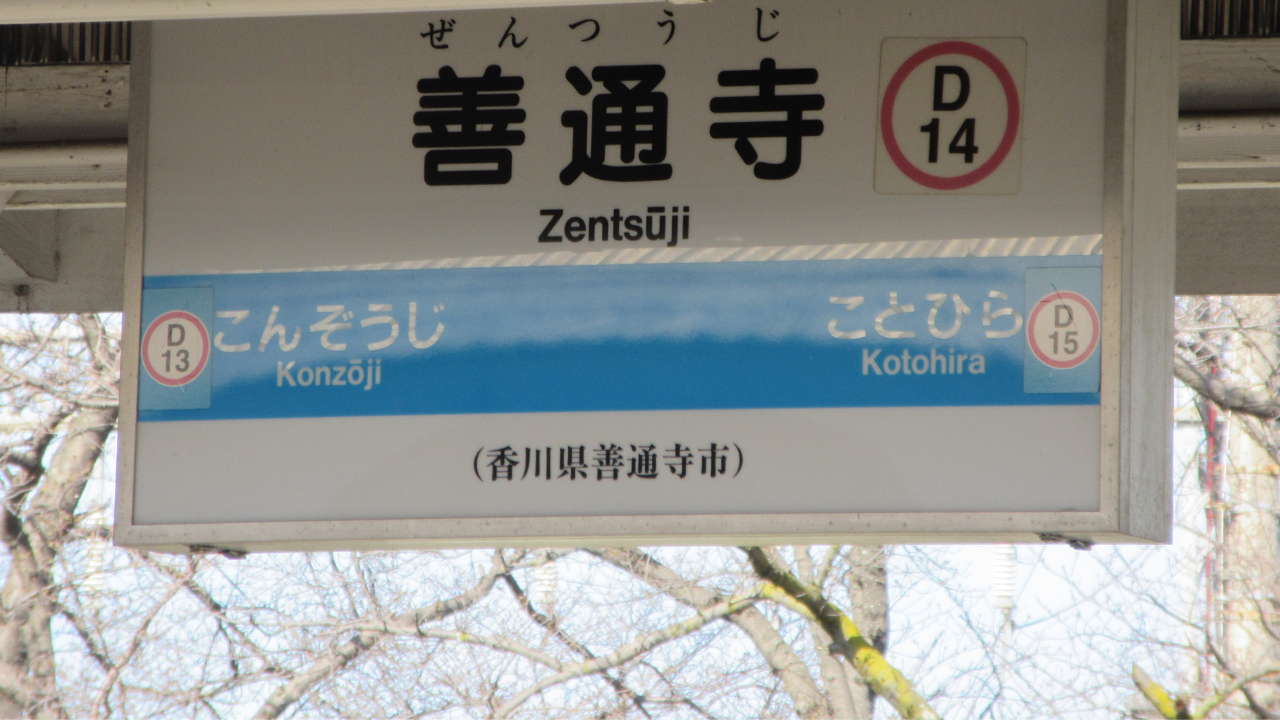 ぜんつうじ
善通寺
D
14
Zentsūji
D
13
こんぞうじ
Konzōji
ことひら
Kotohira
D
15
(香川県善通寺市)